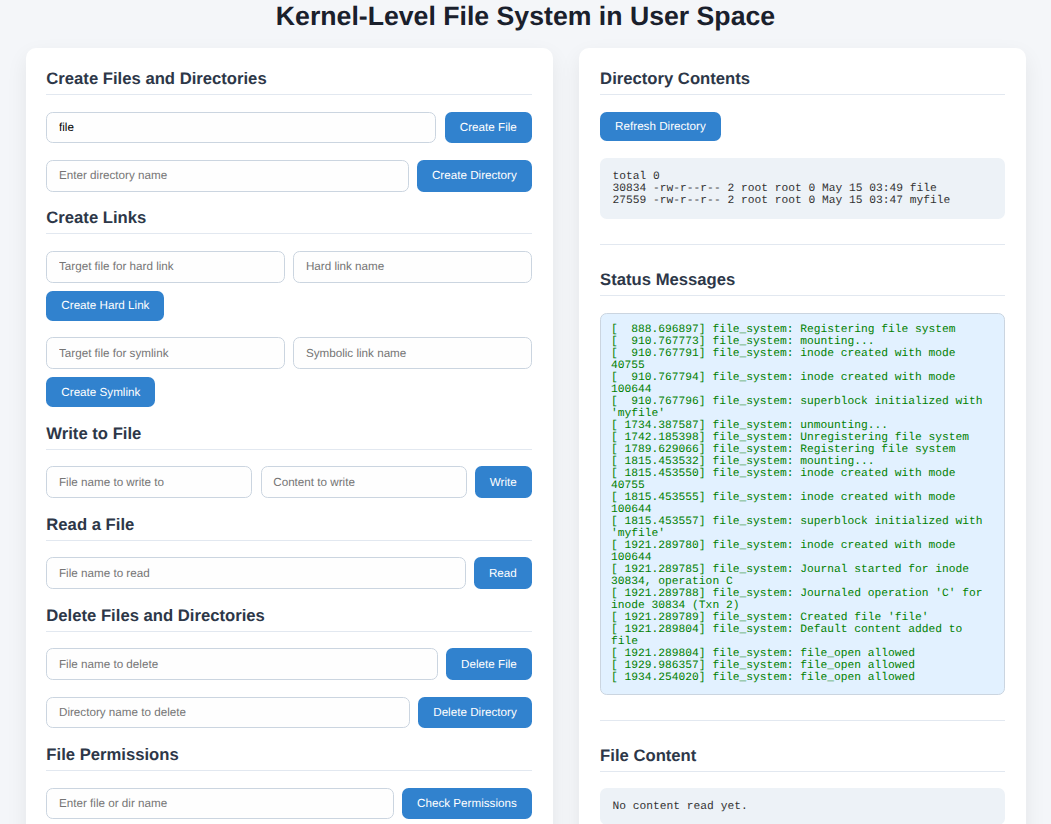 Kernel-Level File System in User Space
Create Files and Directories
file
Create File
Enter directory name
Create Directory
Create Links
Target file for hard link
Hard link name
Create Hard Link
Target file for symlink
Symbolic link name
Create Symlink
Write to File
File name to write to
Content to write
Write
Read a File
File name to read
Read
Delete Files and Directories
File name to delete
Delete File
Directory name to delete
Delete Directory
File Permissions
Enter file or dir name
Check Permissions
Directory Contents
Refresh Directory
total 0
30834 -rw-r--r-- 2 root root 0 May 15 03:49 file
27559 -rw-r--r-- 2 root root 0 May 15 03:47 myfile
Status Messages
[  888.696897] file_system: Registering file system
[  910.767773] file_system: mounting...
[  910.767791] file_system: inode created with mode
40755
[  910.767794] file_system: inode created with mode
100644
[  910.767796] file_system: superblock initialized with
'myfile'
[ 1734.387587] file_system: unmounting...
[ 1742.185398] file_system: Unregistering file system
[ 1789.629066] file_system: Registering file system
[ 1815.453532] file_system: mounting...
[ 1815.453550] file_system: inode created with mode
40755
[ 1815.453555] file_system: inode created with mode
100644
[ 1815.453557] file_system: superblock initialized with
'myfile'
[ 1921.289780] file_system: inode created with mode
100644
[ 1921.289785] file_system: Journal started for inode
30834, operation C
[ 1921.289788] file_system: Journaled operation 'C' for
inode 30834 (Txn 2)
[ 1921.289789] file_system: Created file 'file'
[ 1921.289804] file_system: Default content added to
file
[ 1921.289804] file_system: file_open allowed
[ 1929.986357] file_system: file_open allowed
[ 1934.254020] file_system: file_open allowed
File Content
No content read yet.